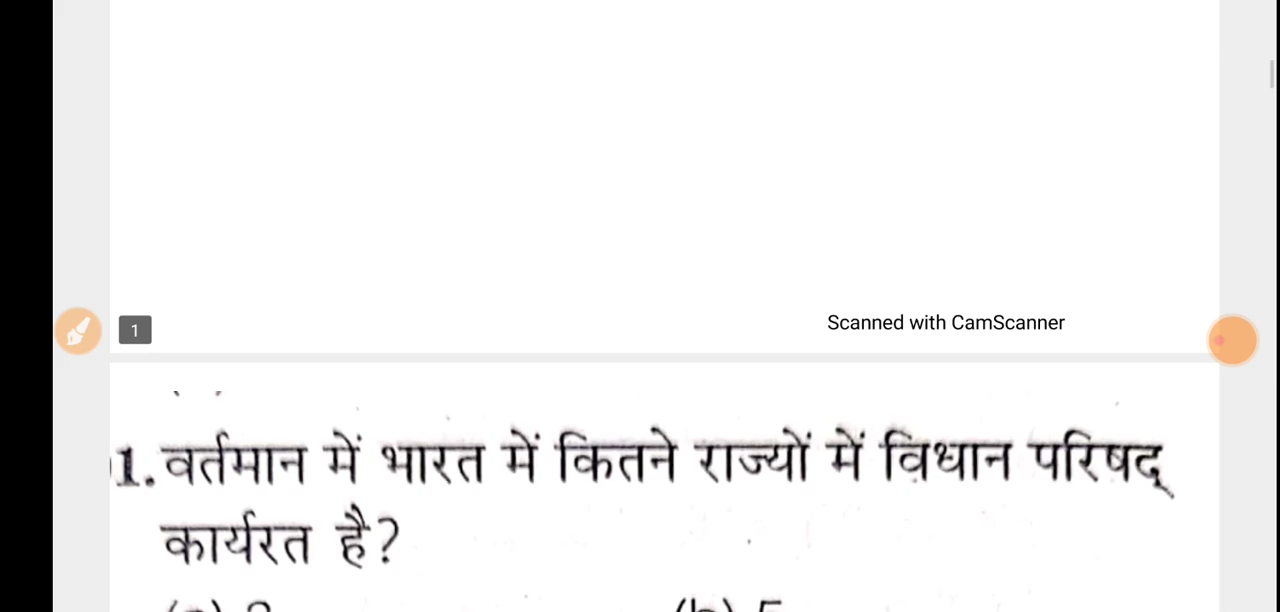 1
Scanned with CamScanner
1. वर्तमान में भारत में कितने राज्यों में विधान परिषद्
कार्यरत है?